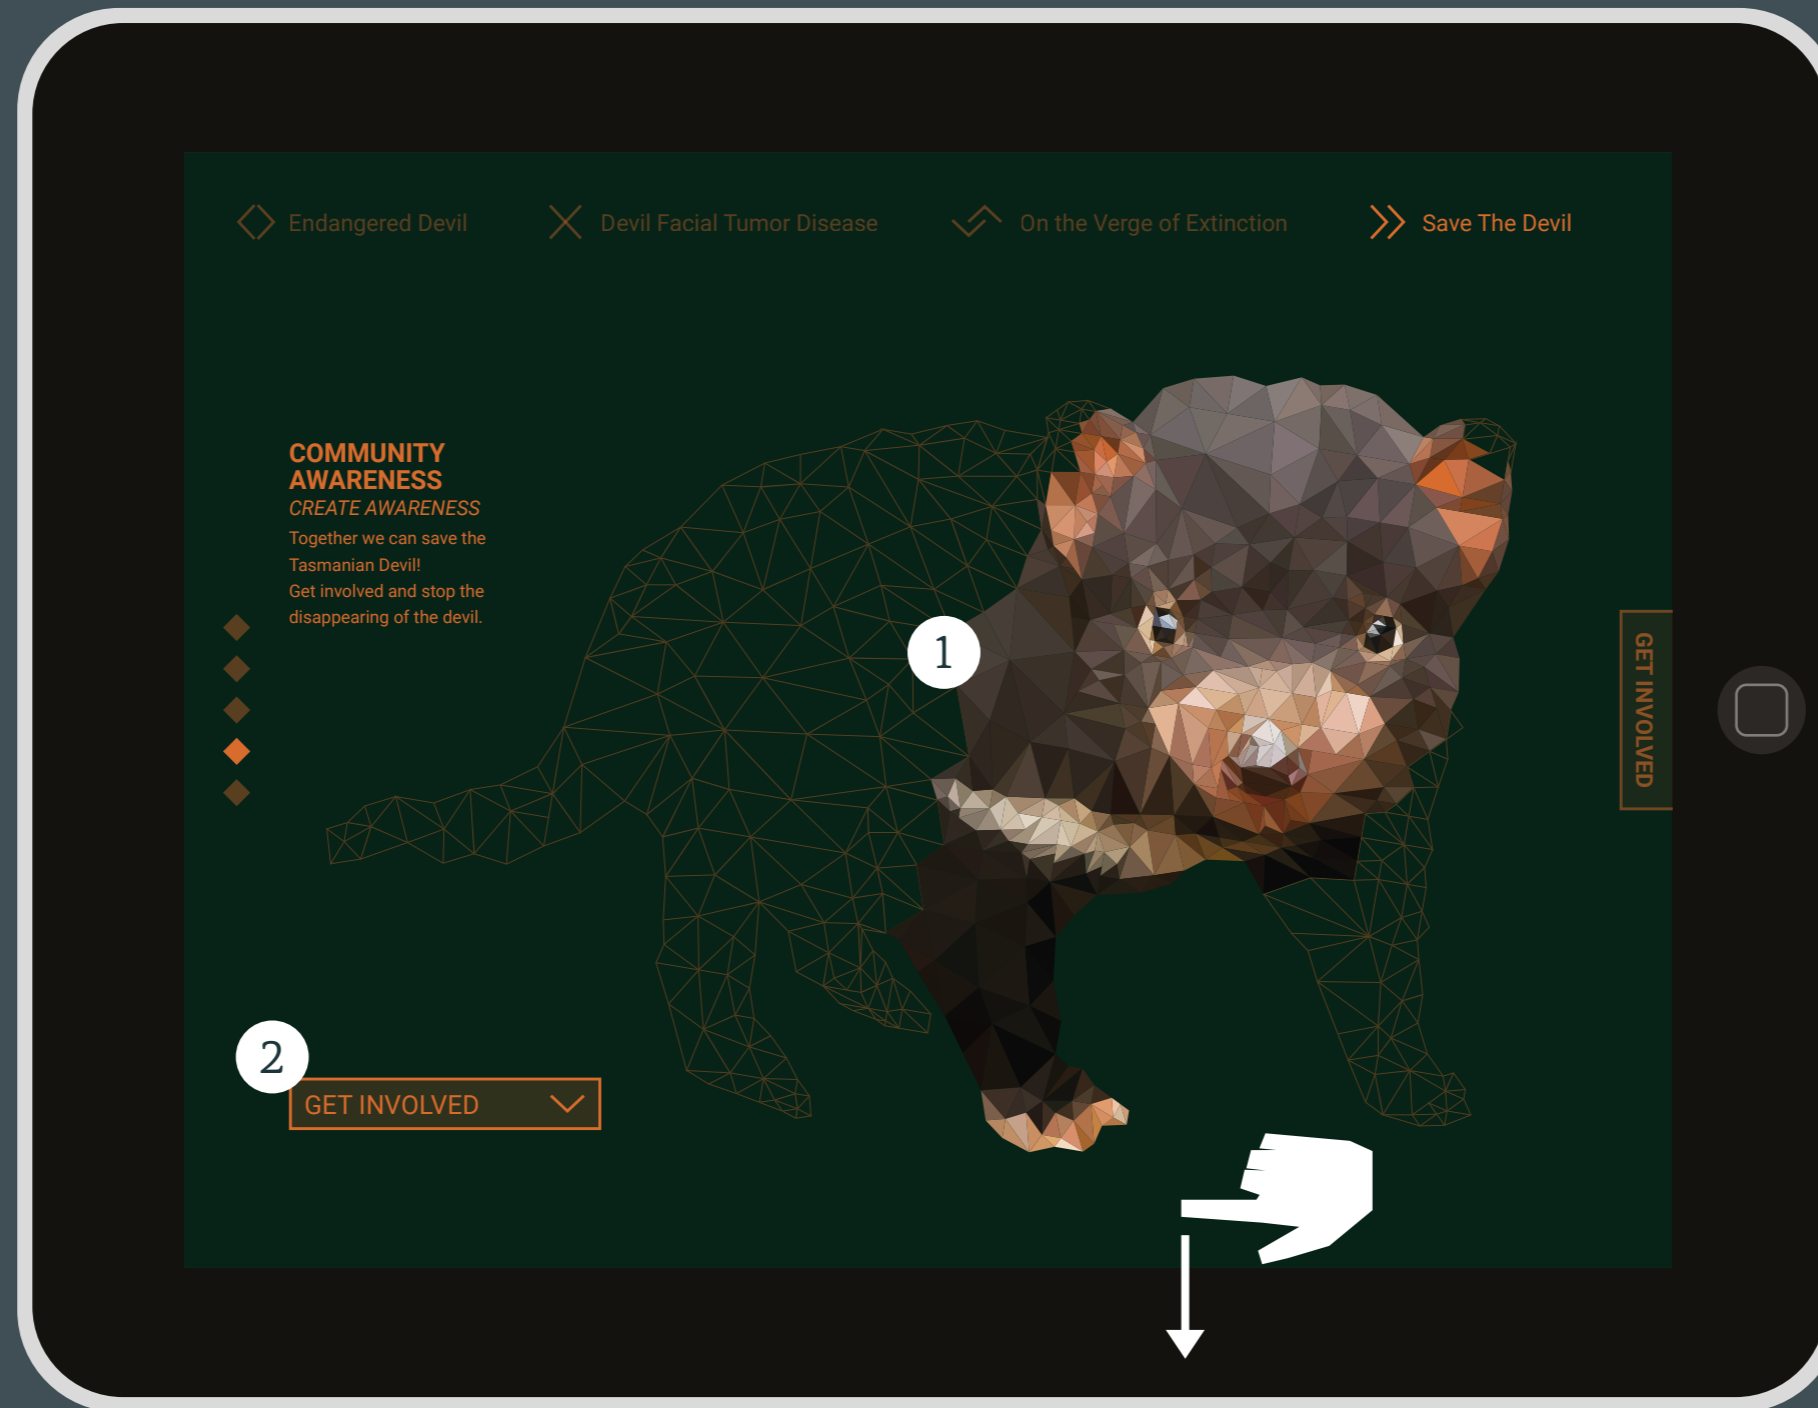 Endangered Devil
Devil Facial Tumor Disease
On the Verge of Extinction
Save The Devil
COMMUNITY
AWARENESS
CREATE AWARENESS
Together we can save the
Tasmanian Devil!
Get involved and stop the
disappearing of the devil.
1
GET INVOLVED
2
GET INVOLVED